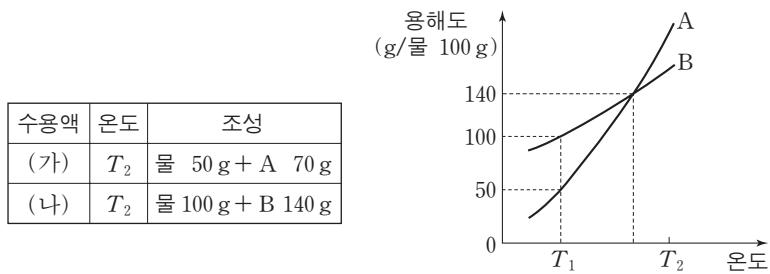 수용액 온도 조성
(가) T₂ 물 50 g + A 70 g
(나) T₂ 물 100 g + B 140 g
용해도
(g/물 100 g)
A
B
140
100
50
0
T₁ T₂ 온도